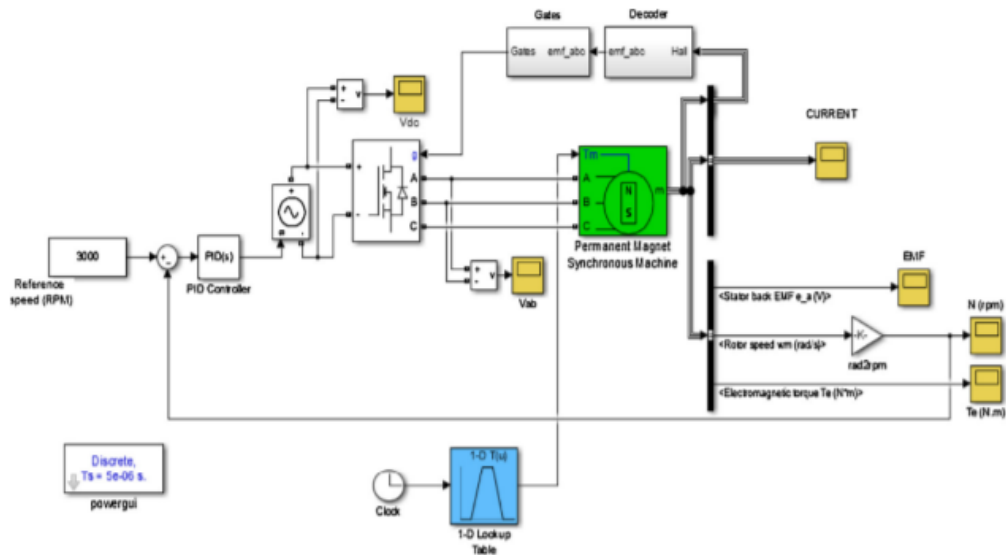 Gates
Decoder
Gates
emf_abc
emf_abc
Hall
+
-
v
Vdc
CURRENT
g
A
B
C
+
-
Tm
A
B
C
m
N
S
Permanent Magnet
Synchronous Machine
3000
Reference
speed (RPM)
PID(s)
PID Controller
+
-
v
Vab
EMF
<Stator back EMF e_a (V)>
N (rpm)
<Rotor speed wm (rad/s)>
-K-
rad2rpm
<Electromagnetic torque Te (N*m)>
Te (N.m)
Discrete,
Ts = 5e-06 s.
powergui
Clock
1-D T(u)
1-D Lookup
Table